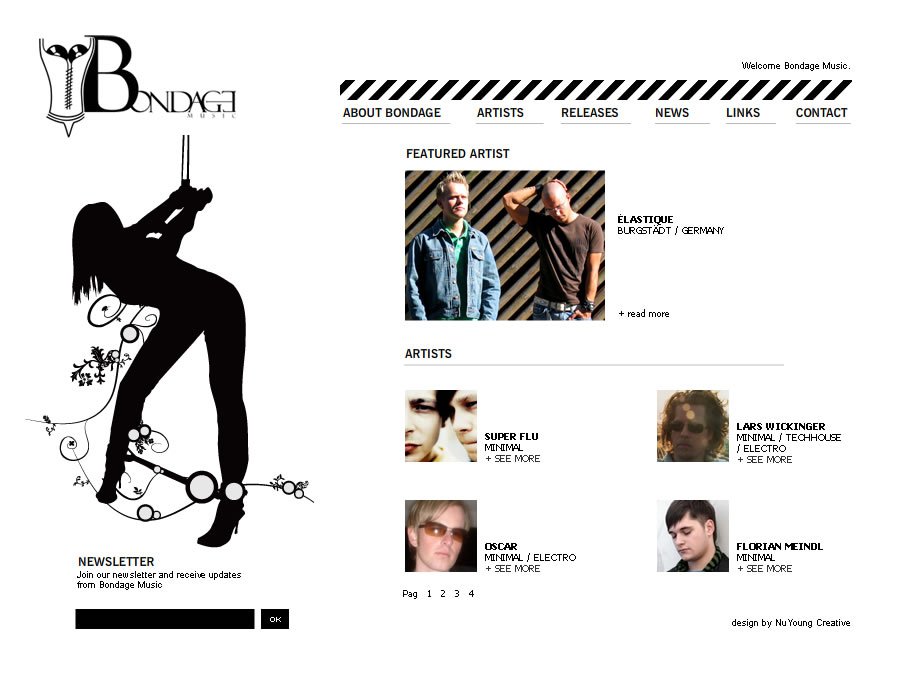 BONDAGE
MUSIC
Welcome Bondage Music.
ABOUT BONDAGE
ARTISTS
RELEASES
NEWS
LINKS
CONTACT
FEATURED ARTIST
ÉLASTIQUE
BURGSTÄDT / GERMANY
+ read more
ARTISTS
SUPER FLU
MINIMAL
+ SEE MORE
LARS WICKINGER
MINIMAL / TECHHOUSE
/ ELECTRO
+ SEE MORE
OSCAR
MINIMAL / ELECTRO
+ SEE MORE
FLORIAN MEINDL
MINIMAL
+ SEE MORE
Pag 1 2 3 4
NEWSLETTER
Join our newsletter and receive updates
from Bondage Music
OK
design by NuYoung Creative